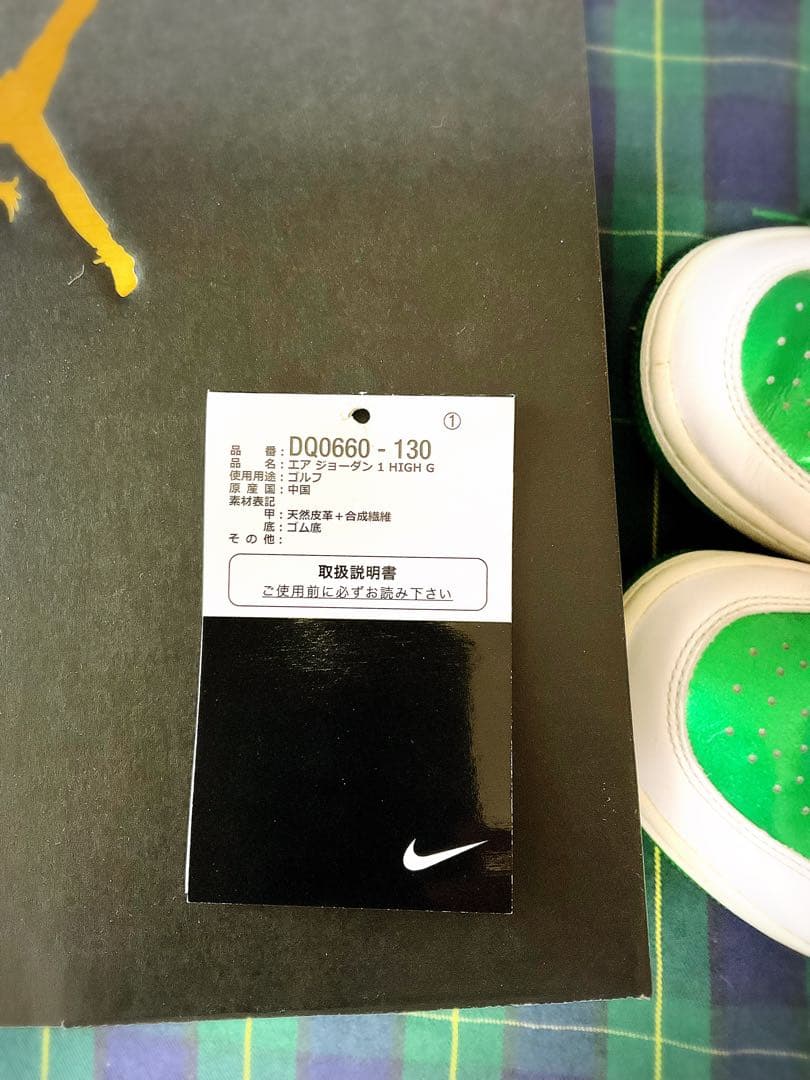 ①
品 番：DQ0660 - 130
品 名：エア ジョーダン 1 HIGH G
使用用途：ゴルフ
原 産 国：中国
素材表記
甲：天然皮革＋合成繊維
底：ゴム底
そ の 他：
取扱説明書
ご使用前に必ずお読み下さい